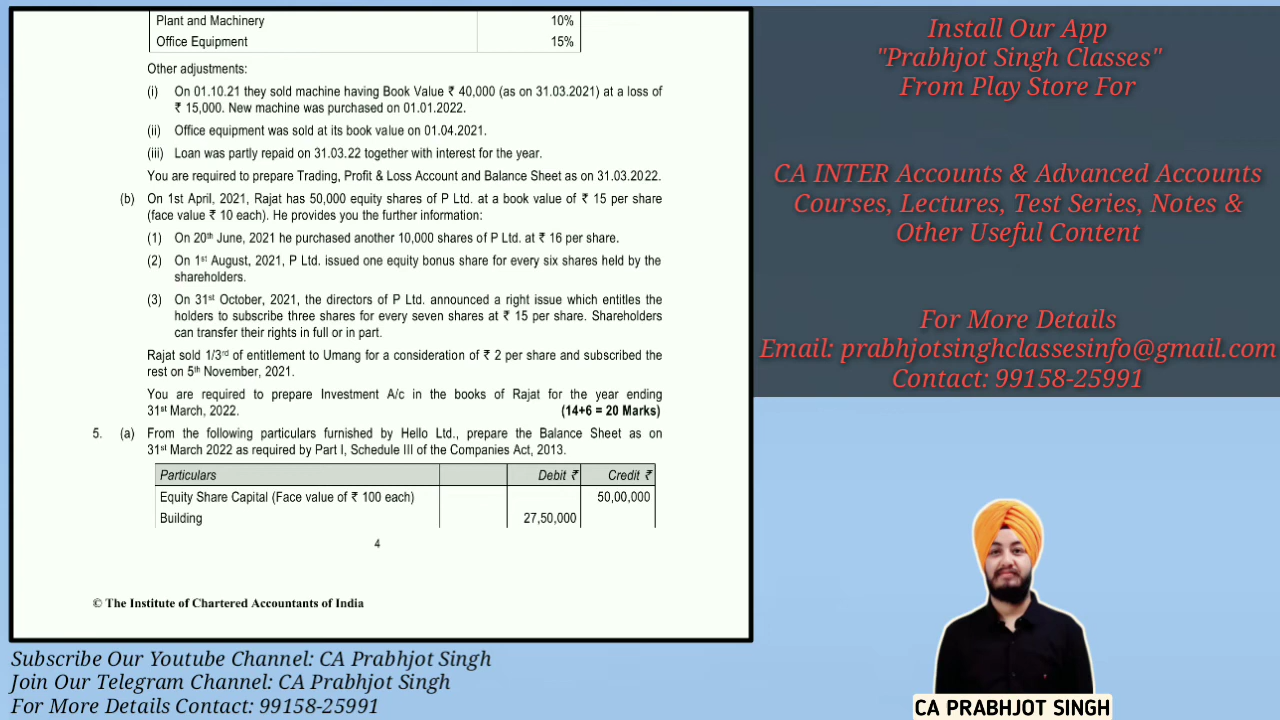 Plant and Machinery 10%
Office Equipment 15%
Other adjustments:
(i) On 01.10.21 they sold machine having Book Value ₹ 40,000 (as on 31.03.2021) at a loss of
₹ 15,000. New machine was purchased on 01.01.2022.
(ii) Office equipment was sold at its book value on 01.04.2021.
(iii) Loan was partly repaid on 31.03.22 together with interest for the year.
You are required to prepare Trading, Profit & Loss Account and Balance Sheet as on 31.03.2022.
(b) On 1st April, 2021, Rajat has 50,000 equity shares of P Ltd. at a book value of ₹ 15 per share
(face value ₹ 10 each). He provides you the further information:
(1) On 20th June, 2021 he purchased another 10,000 shares of P Ltd. at ₹ 16 per share.
(2) On 1st August, 2021, P Ltd. issued one equity bonus share for every six shares held by the
shareholders.
(3) On 31st October, 2021, the directors of P Ltd. announced a right issue which entitles the
holders to subscribe three shares for every seven shares at ₹ 15 per share. Shareholders
can transfer their rights in full or in part.
Rajat sold 1/3rd of entitlement to Umang for a consideration of ₹ 2 per share and subscribed the
rest on 5th November, 2021.
You are required to prepare Investment A/c in the books of Rajat for the year ending
31st March, 2022. (14+6 = 20 Marks)
5. (a) From the following particulars furnished by Hello Ltd., prepare the Balance Sheet as on
31st March 2022 as required by Part I, Schedule III of the Companies Act, 2013.
Particulars Debit ₹ Credit ₹
Equity Share Capital (Face value of ₹ 100 each) 50,00,000
Building 27,50,000
4
© The Institute of Chartered Accountants of India
Install Our App
"Prabhjot Singh Classes"
From Play Store For
CA INTER Accounts & Advanced Accounts
Courses, Lectures, Test Series, Notes &
Other Useful Content
For More Details
Email: prabhjotsinghclassesinfo@gmail.com
Contact: 99158-25991
Subscribe Our Youtube Channel: CA Prabhjot Singh
Join Our Telegram Channel: CA Prabhjot Singh
For More Details Contact: 99158-25991
CA PRABHJOT SINGH